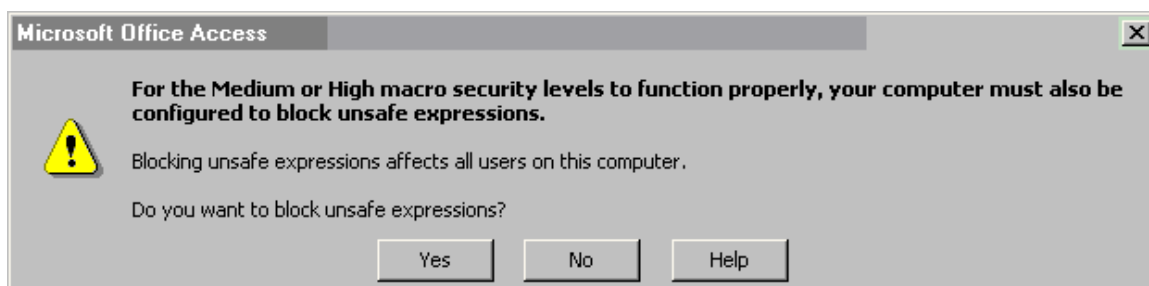 Microsoft Office Access
For the Medium or High macro security levels to function properly, your computer must also be
configured to block unsafe expressions.
Blocking unsafe expressions affects all users on this computer.
Do you want to block unsafe expressions?
Yes No Help